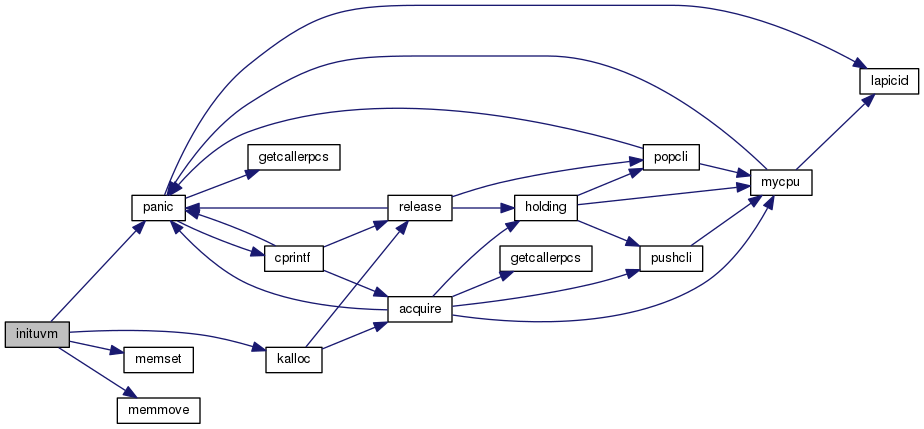 lapicid
getcallerpcs
popcli
mycpu
panic
release
holding
cprintf
getcallerpcs
pushcli
acquire
inituvm
kalloc
memset
memmove